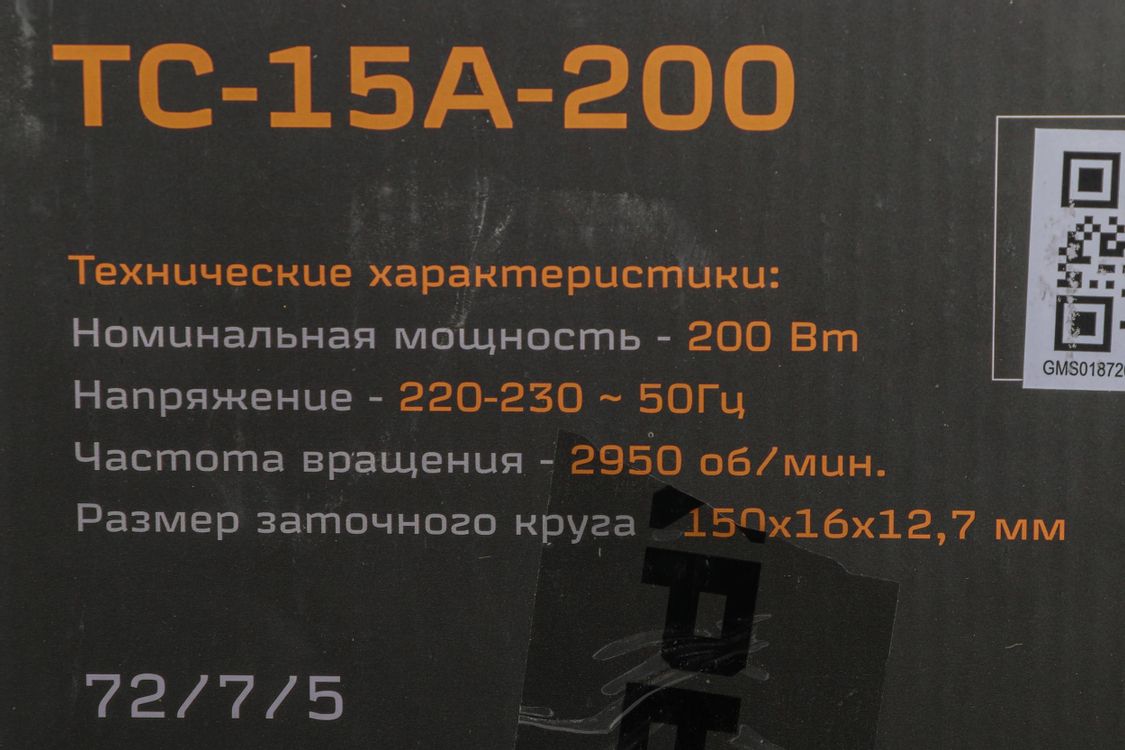 ТС-15А-200
Технические характеристики:
Номинальная мощность - 200 Вт
Напряжение - 220-230 ~ 50Гц
Частота вращения - 2950 об/мин.
Размер заточного круга 150х16х12,7 мм
72/7/5